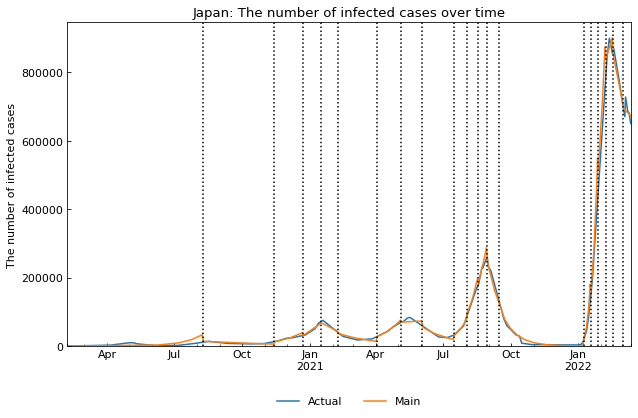 Japan: The number of infected cases over time
The number of infected cases
800000
600000
400000
200000
0
Apr Jul Oct Jan Apr Jul Oct Jan
2021 2022
Actual Main